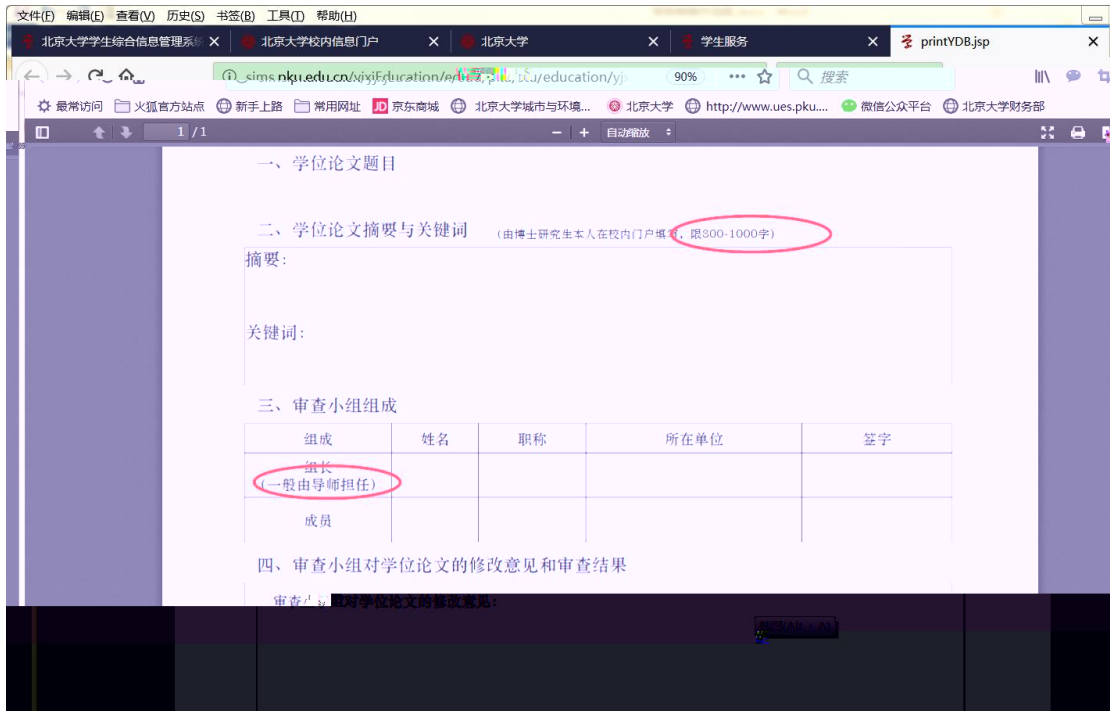 文件(F) 编辑(E) 查看(V) 历史(S) 书签(B) 工具(T) 帮助(H)
北京大学学生综合信息管理系统 北京大学校内信息门户 北京大学 学生服务 printYDB.jsp
sims.pku.edu.cn/ /education/yj 90% 搜索
最常访问 火狐官方站点 新手上路 常用网址 JD 京东商城 北京大学城市与环境... 北京大学 http://www.ues.pku.... 微信公众平台 北京大学财务部
1 / 1 自动缩放
一、学位论文题目
二、学位论文摘要与关键词 (由博士研究生本人在校内门户填写，限800-1000字)
摘要:
关键词:
三、审查小组组成
组成 姓名 职称 所在单位 签字
组长
(一般由导师担任)
成员
四、审查小组对学位论文的修改意见和审查结果
审查小组对学位论文的修改意见: